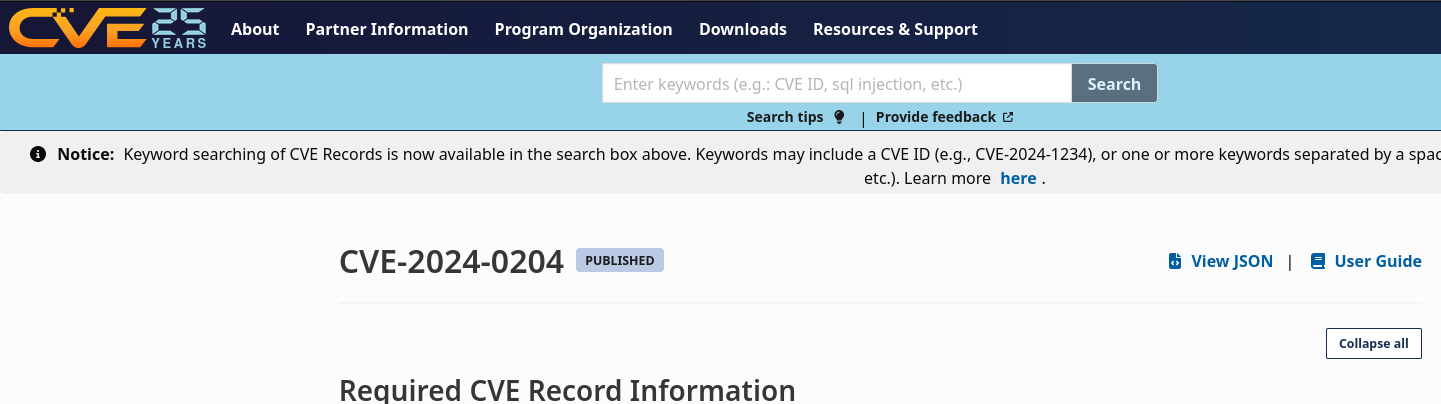 CVE 25 YEARS About Partner Information Program Organization Downloads Resources & Support
Enter keywords (e.g.: CVE ID, sql injection, etc.) Search
Search tips | Provide feedback
Notice: Keyword searching of CVE Records is now available in the search box above. Keywords may include a CVE ID (e.g., CVE-2024-1234), or one or more keywords separated by a
etc.). Learn more here .
CVE-2024-0204 PUBLISHED View JSON | User Guide
Collapse all
Required CVE Record Information